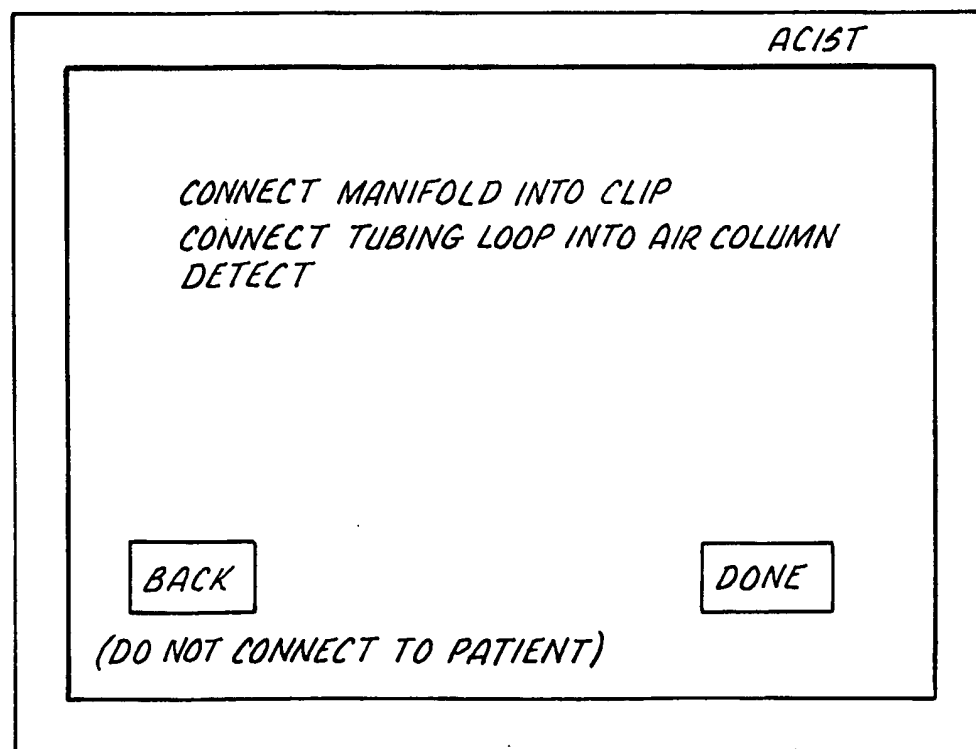 ACIST
CONNECT MANIFOLD INTO CLIP
CONNECT TUBING LOOP INTO AIR COLUMN
DETECT
BACK
DONE
(DO NOT CONNECT TO PATIENT)